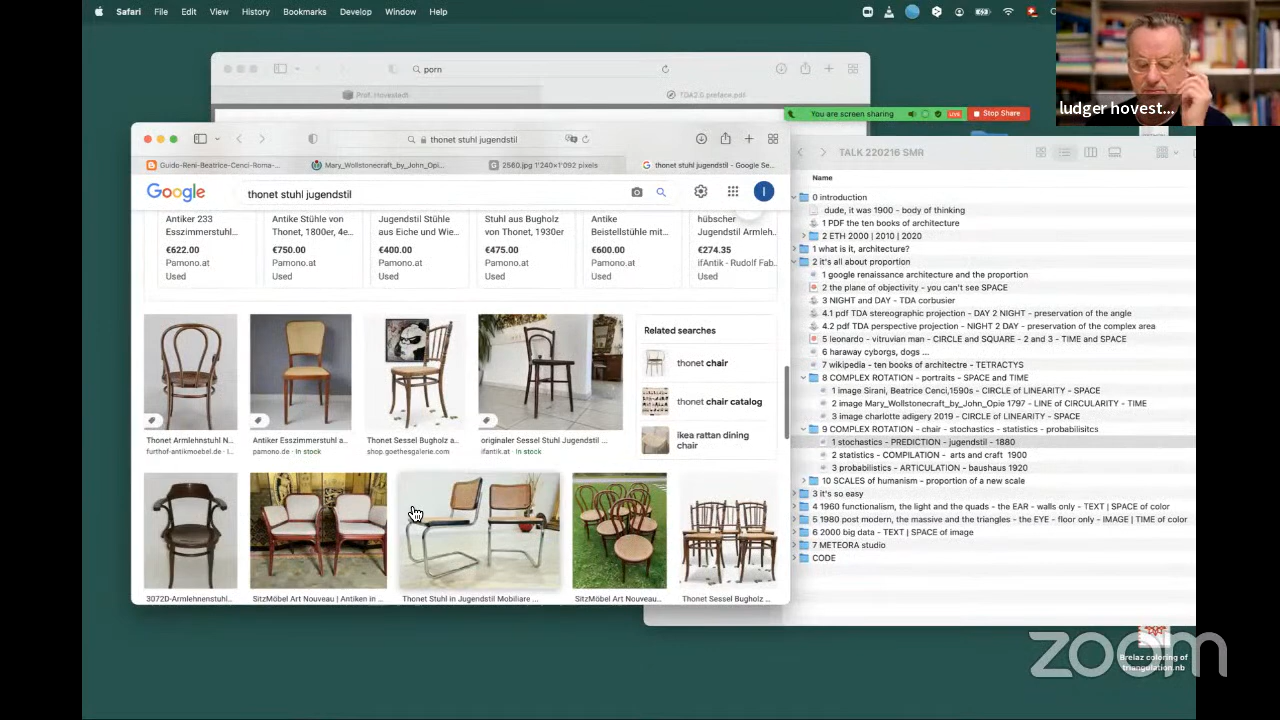 Safari File Edit View History Bookmarks Develop Window Help
porn
Prof. Hovestadt
TDA2.0 preface.pdf
ludger hovest...
You are screen sharing
LIVE
Stop Share
thonet stuhl jugendstil
TALK 220216 SMR
Guido-Reni-Beatrice-Cenci-Roma-...
Mary_Wollstonecraft_by_John_Opi...
2560.jpg 1'240×1'092 pixels
thonet stuhl jugendstil - Google Se...
Google
thonet stuhl jugendstil
I
Antiker 233 Esszimmerstuhl...
€622.00
Pamono.at
Used
Antike Stühle von Thonet, 1800er, 4e...
€750.00
Pamono.at
Used
Jugendstil Stühle aus Eiche und Wie...
€400.00
Pamono.at
Used
Stuhl aus Bugholz von Thonet, 1930er
€475.00
Pamono.at
Used
Antike Beistellstühle mit...
€600.00
Pamono.at
Used
hübscher Jugendstil Armleh...
€274.35
ifAntik - Rudolf Fab...
Used
Related searches
thonet chair
thonet chair catalog
ikea rattan dining chair
Thonet Armlehnstuhl N...
furthof-antikmoebel.de · I...
Antiker Esszimmerstuhl a...
pamono.de · In stock
Thonet Sessel Bugholz a...
shop.goethesgalerie.com
originaler Sessel Stuhl Jugendstil ...
ifantik.at · In stock
3072D-Armlehnenstuhl...
SitzMöbel Art Nouveau | Antiken in ...
Thonet Stuhl in Jugendstil Mobiliare ...
SitzMöbel Art Nouveau...
Thonet Sessel Bugholz ...
Name
0 introduction
dude, it was 1900 - body of thinking
1 PDF the ten books of architecture
2 ETH 2000 | 2010 | 2020
1 what is it, architecture?
2 it's all about proportion
1 google renaissance architecture and the proportion
2 the plane of objectivity - you can't see SPACE
3 NIGHT and DAY - TDA corbusier
4.1 pdf TDA stereographic projection - DAY 2 NIGHT - preservation of the angle
4.2 pdf TDA perspective projection - NIGHT 2 DAY - preservation of the complex area
5 leonardo - vitruvian man - CIRCLE and SQUARE - 2 and 3 - TIME and SPACE
6 haraway cyborgs, dogs ...
7 wikipedia - ten books of architectre - TETRACTYS
8 COMPLEX ROTATION - portraits - SPACE and TIME
1 image Sirani, Beatrice Cenci,1590s - CIRCLE of LINEARITY - SPACE
2 image Mary_Wollstonecraft_by_John_Opie 1797 - LINE of CIRCULARITY - TIME
3 image charlotte adigery 2019 - CIRCLE of LINEARITY - SPACE
9 COMPLEX ROTATION - chair - stochastics - statistics - probabilisitcs
1 stochastics - PREDICTION - jugendstil - 1880
2 statistics - COMPILATION - arts and craft 1900
3 probabilistics - ARTICULATION - baushaus 1920
10 SCALES of humanism - proportion of a new scale
3 it's so easy
4 1960 functionalism, the light and the quads - the EAR - walls only - TEXT | SPACE of color
5 1980 post modern, the massive and the triangles - the EYE - floor only - IMAGE | TIME of color
6 2000 big data - TEXT | SPACE of image
7 METEORA studio
CODE
Brelaz coloring of
triangulation.nb
zoom